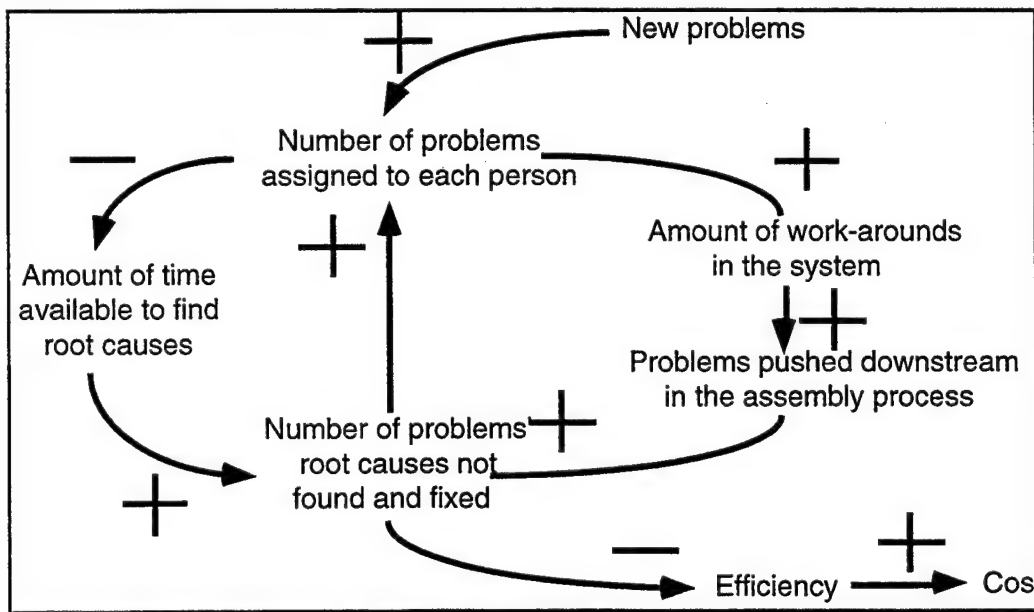 New problems
Number of problems
assigned to each person
Amount of work-arounds
in the system
Amount of time
available to find
root causes
Problems pushed downstream
in the assembly process
Number of problems'
root causes not
found and fixed
Efficiency
Cos